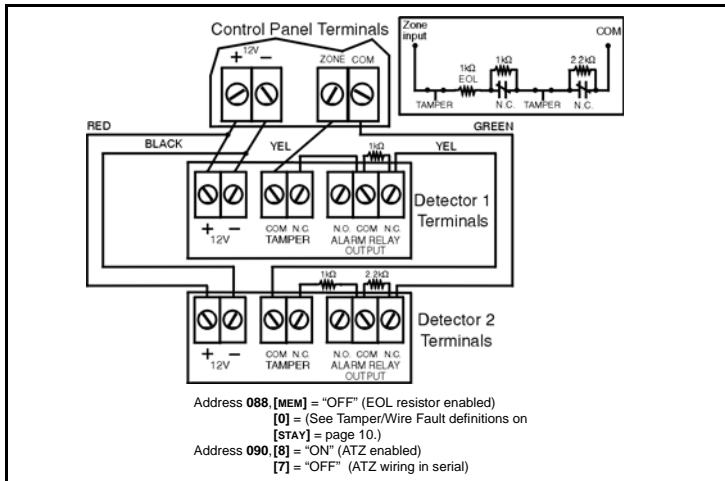 Control Panel Terminals
+ 12V −
ZONE COM
Zone input
COM
1kΩ
EOL
1kΩ
2.2kΩ
TAMPER
N.C.
TAMPER
N.C.
RED
GREEN
BLACK
YEL
1kΩ
YEL
Detector 1 Terminals
+ −
12V
COM N.C.
TAMPER
N.O. COM N.C.
ALARM RELAY
OUTPUT
1kΩ
2.2kΩ
Detector 2 Terminals
+ −
12V
COM N.C.
TAMPER
N.O. COM N.C.
ALARM RELAY
OUTPUT
Address 088, [MEM] = “OFF” (EOL resistor enabled)
[0] = (See Tamper/Wire Fault definitions on
[STAY] = page 10.)
Address 090, [8] = “ON” (ATZ enabled)
[7] = “OFF” (ATZ wiring in serial)